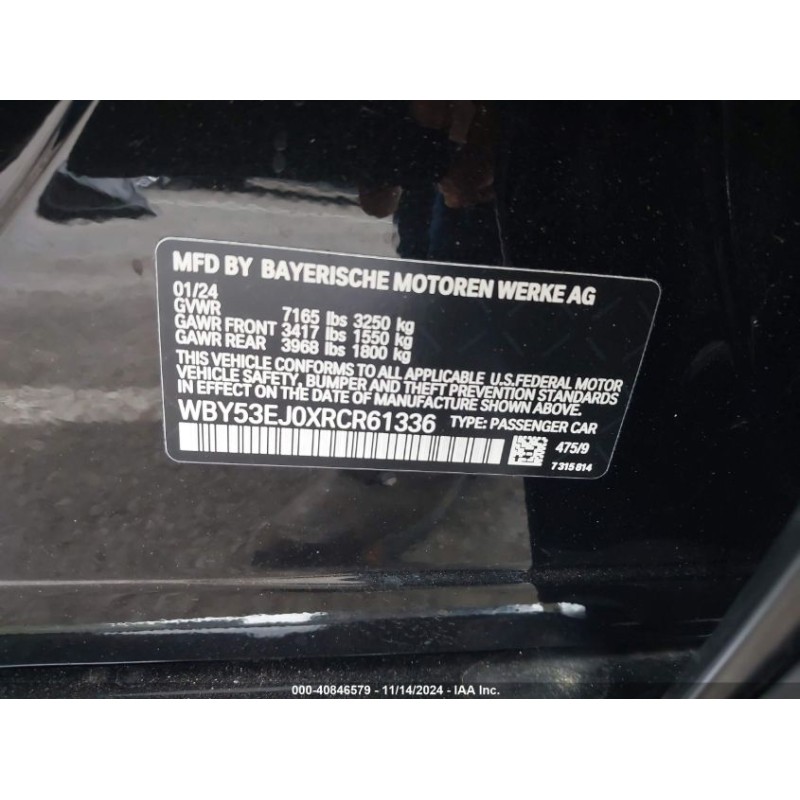 MFD BY BAYERISCHE MOTOREN WERKE AG
01/24
GVWR 7165 lbs 3250 kg
GAWR FRONT 3417 lbs 1550 kg
GAWR REAR 3968 lbs 1800 kg
THIS VEHICLE CONFORMS TO ALL APPLICABLE U.S.FEDERAL MOTOR
VEHICLE SAFETY, BUMPER AND THEFT PREVENTION STANDARDS
IN EFFECT ON THE DATE OF MANUFACTURE SHOWN ABOVE.
WBY53EJ0XRCR61336 TYPE: PASSENGER CAR
475/9
7315814
000-40846579 - 11/14/2024 - IAA Inc.